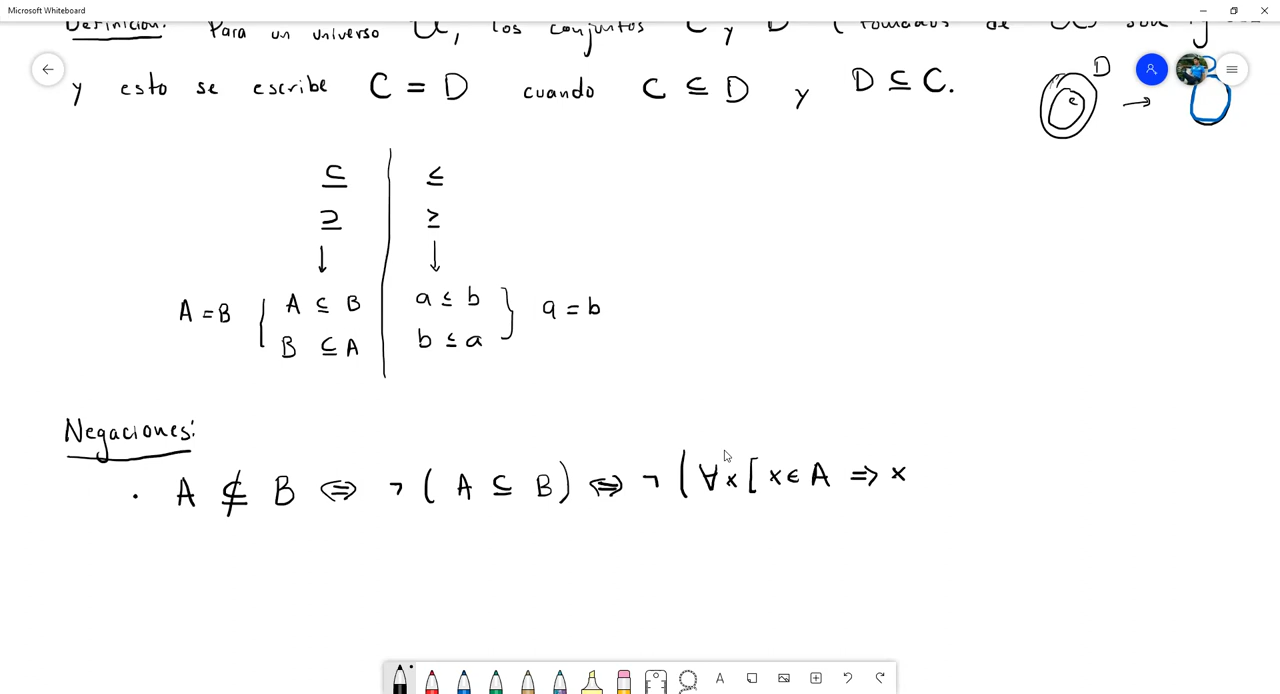 Microsoft Whiteboard
Definición: Para un universo U, los conjuntos C y D (tomados de U) son
y esto se escribe C = D cuando C ⊆ D y D ⊆ C.
D
C →
⊆ ≤
⊇ ≥
↓ ↓
A = B { A ⊆ B a ≤ b } a = b
B ⊆ A b ≤ a
Negaciones:
· A ⊈ B ⇔ ¬ ( A ⊆ B ) ⇔ ¬ ( ∀x [ x ∈ A ⇒ x
A